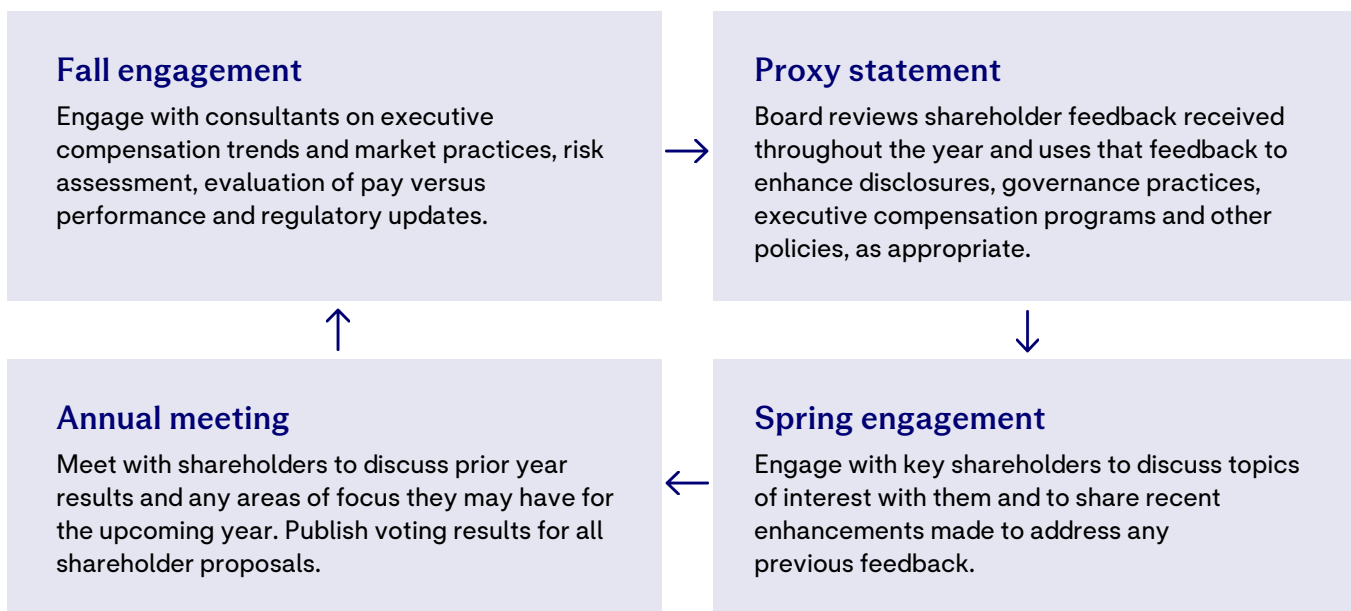 Fall engagement
Engage with consultants on executive
compensation trends and market practices, risk
assessment, evaluation of pay versus
performance and regulatory updates.
Proxy statement
Board reviews shareholder feedback received
throughout the year and uses that feedback to
enhance disclosures, governance practices,
executive compensation programs and other
policies, as appropriate.
Annual meeting
Meet with shareholders to discuss prior year
results and any areas of focus they may have for
the upcoming year. Publish voting results for all
shareholder proposals.
Spring engagement
Engage with key shareholders to discuss topics
of interest with them and to share recent
enhancements made to address any
previous feedback.